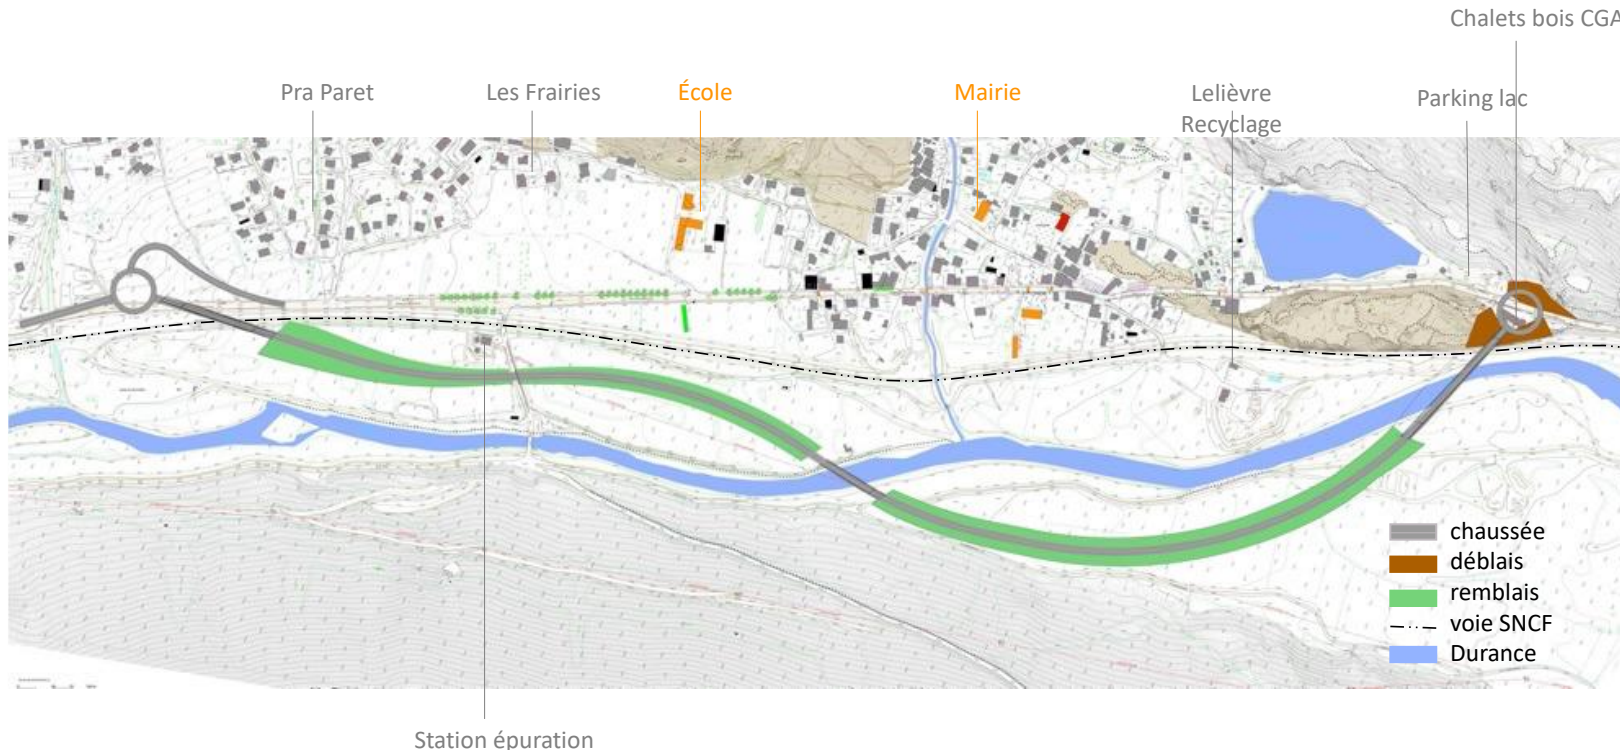 Chalets bois CGA
Pra Paret
Les Frairies
École
Mairie
Lelièvre
Recyclage
Parking lac
chaussée
déblais
remblais
voie SNCF
Durance
Station épuration